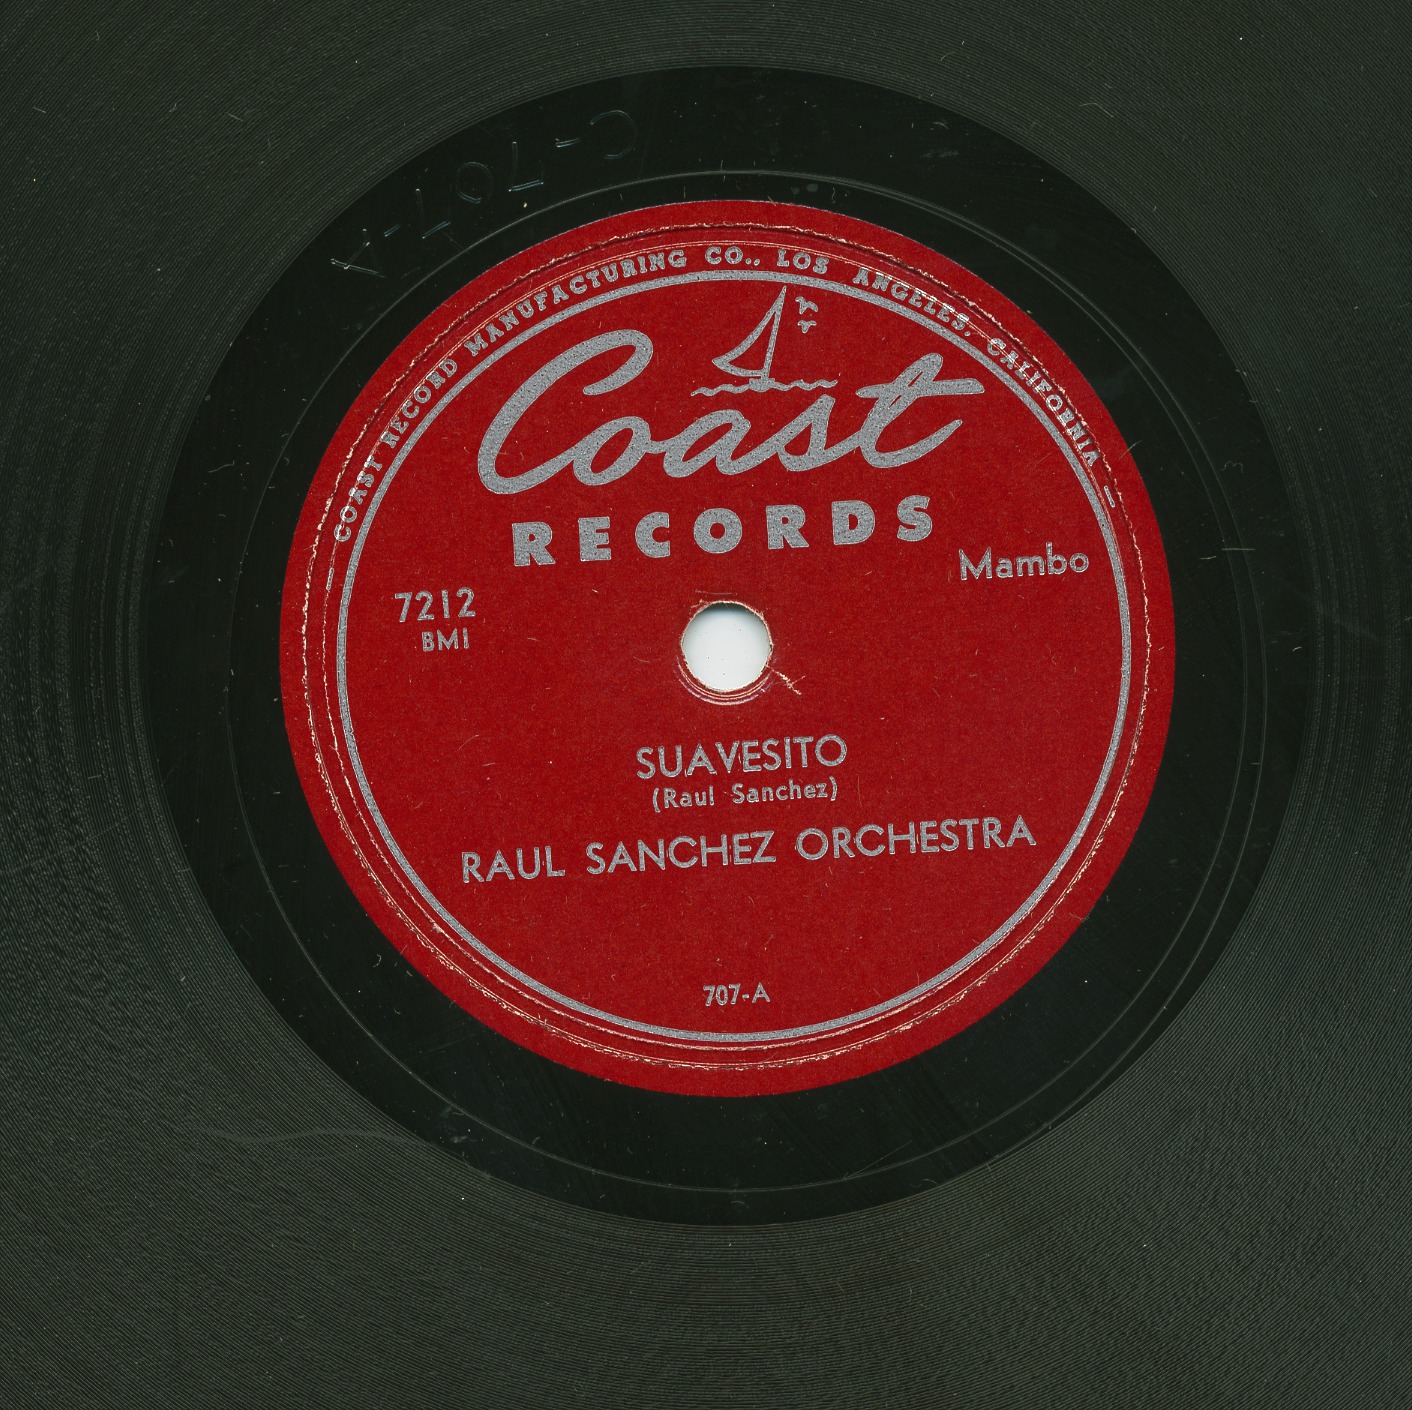 C-707-A
COAST RECORD MANUFACTURING CO., LOS ANGELES, CALIFORNIA
Coast
RECORDS
Mambo
7212
BMI
SUAVESITO
(Raul Sanchez)
RAUL SANCHEZ ORCHESTRA
707-A